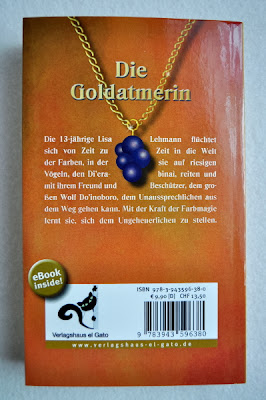 Die
Goldatmerin
Die 13-jährige Lisa Lehmann flüchtet
sich von Zeit zu Zeit in die Welt
der Farben, in der sie auf riesigen
Vögeln, den Di'era- binai, reiten und
mit ihrem Freund und Beschützer, dem gro-
ßen Wolf Do'inoboro, dem Unaussprechlichen aus
dem Weg gehen kann. Mit der Kraft der Farbmagie
lernt sie, sich dem Ungeheuerlichen zu stellen.
eBook
inside!
Verlagshaus el Gato
ISBN 978-3-943596-38-0
€ 9,90 [D] CHF 13,50
9 783943 596380
www.verlagshaus-el-gato.de